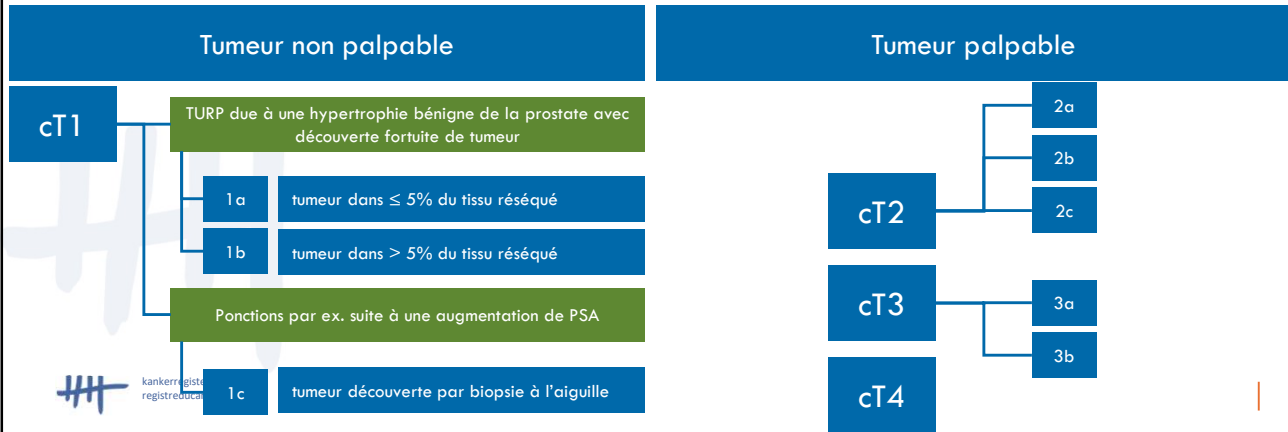 Tumeur non palpable
cT1
TURP due à une hypertrophie bénigne de la prostate avec
découverte fortuite de tumeur
1a
tumeur dans ≤ 5% du tissu réséqué
1b
tumeur dans > 5% du tissu réséqué
Ponctions par ex. suite à une augmentation de PSA
1c
tumeur découverte par biopsie à l'aiguille
Tumeur palpable
cT2
2a
2b
2c
cT3
3a
3b
cT4